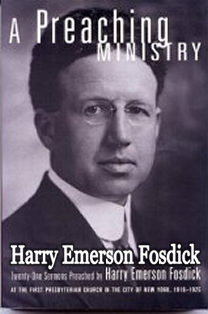 A Preaching
MINISTRY
Harry Emerson Fosdick
Twenty-One Sermons Preached by Harry Emerson Fosdick
AT THE FIRST PRESBYTERIAN CHURCH IN THE CITY OF NEW YORK, 1918-1925